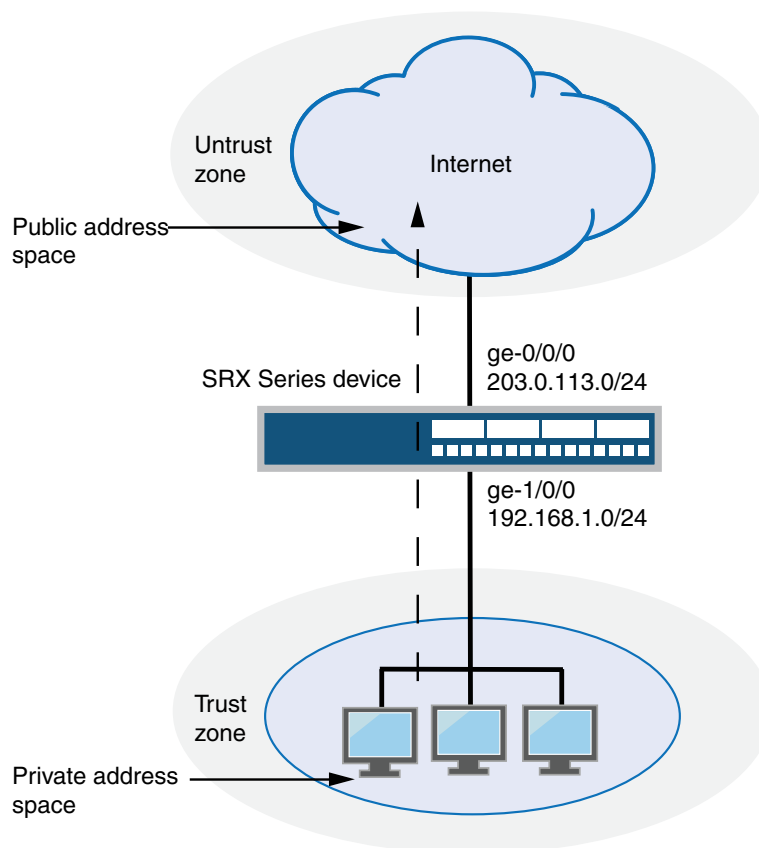 Untrust
zone
Internet
Public address
space
ge-0/0/0
203.0.113.0/24
SRX Series device
ge-1/0/0
192.168.1.0/24
Trust
zone
Private address
space